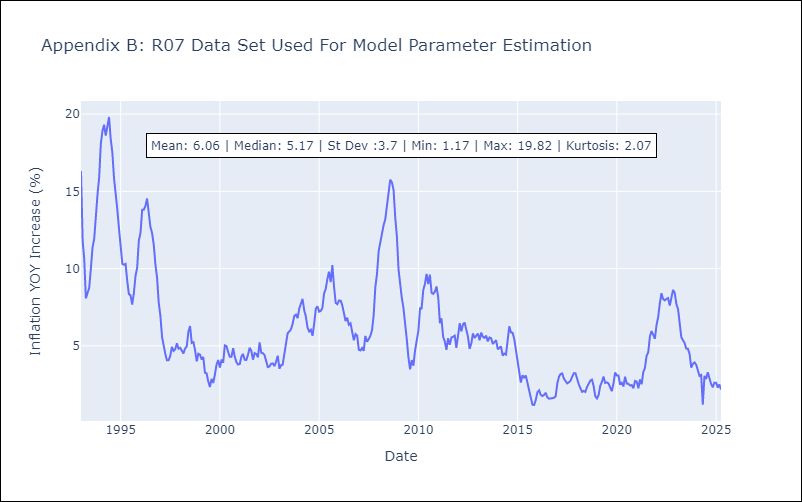 Appendix B: R07 Data Set Used For Model Parameter Estimation
20
Mean: 6.06 | Median: 5.17 | St Dev :3.7 | Min: 1.17 | Max: 19.82 | Kurtosis: 2.07
15
Inflation YOY Increase (%)
10
5
1995 2000 2005 2010 2015 2020 2025
Date